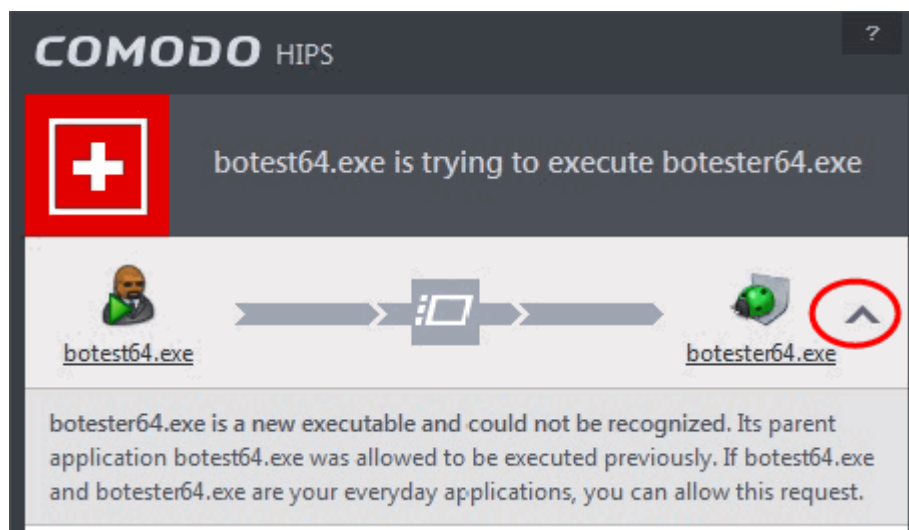 COMODO HIPS
?
botest64.exe is trying to execute botester64.exe
botest64.exe
botester64.exe
botester64.exe is a new executable and could not be recognized. Its parent
application botest64.exe was allowed to be executed previously. If botest64.exe
and botester64.exe are your everyday applications, you can allow this request.